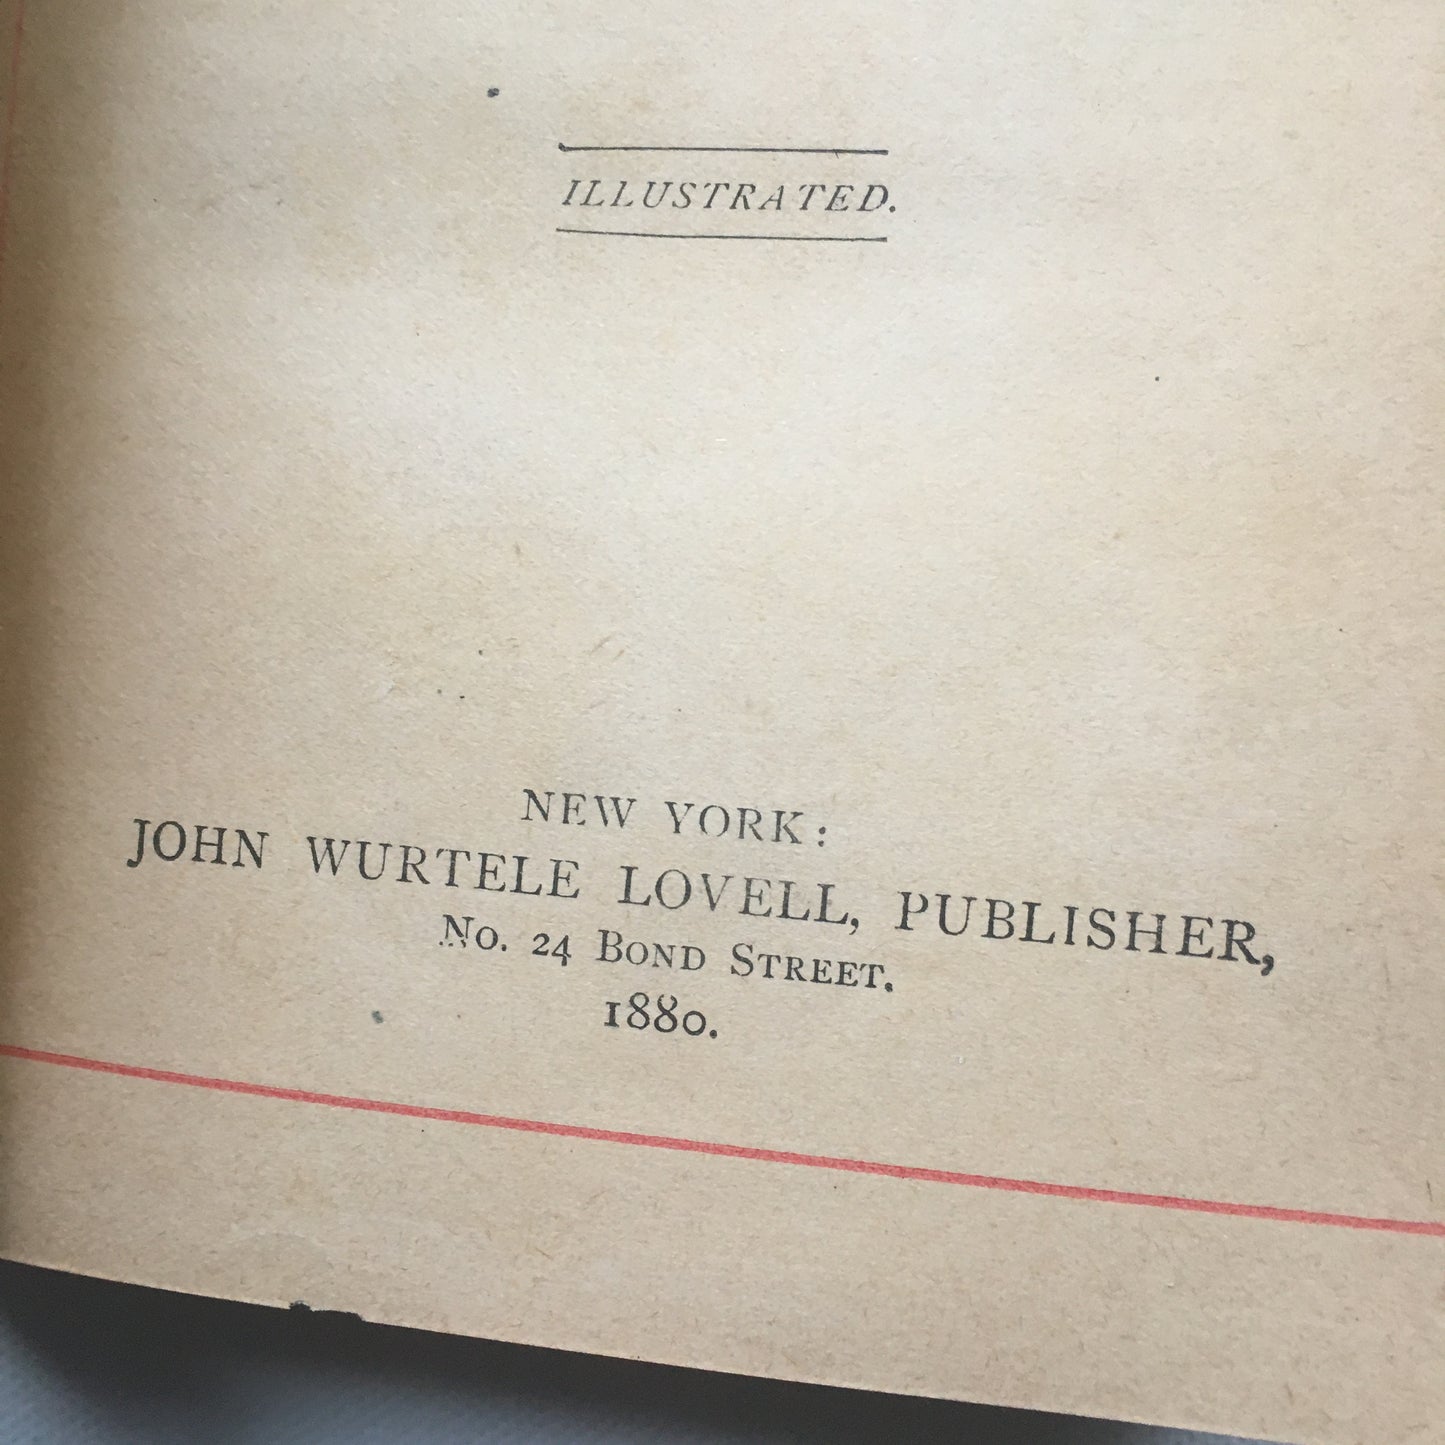 ILLUSTRATED.
NEW YORK:
JOHN WURTELE LOVELL, PUBLISHER,
No. 24 Bond Street.
1880.